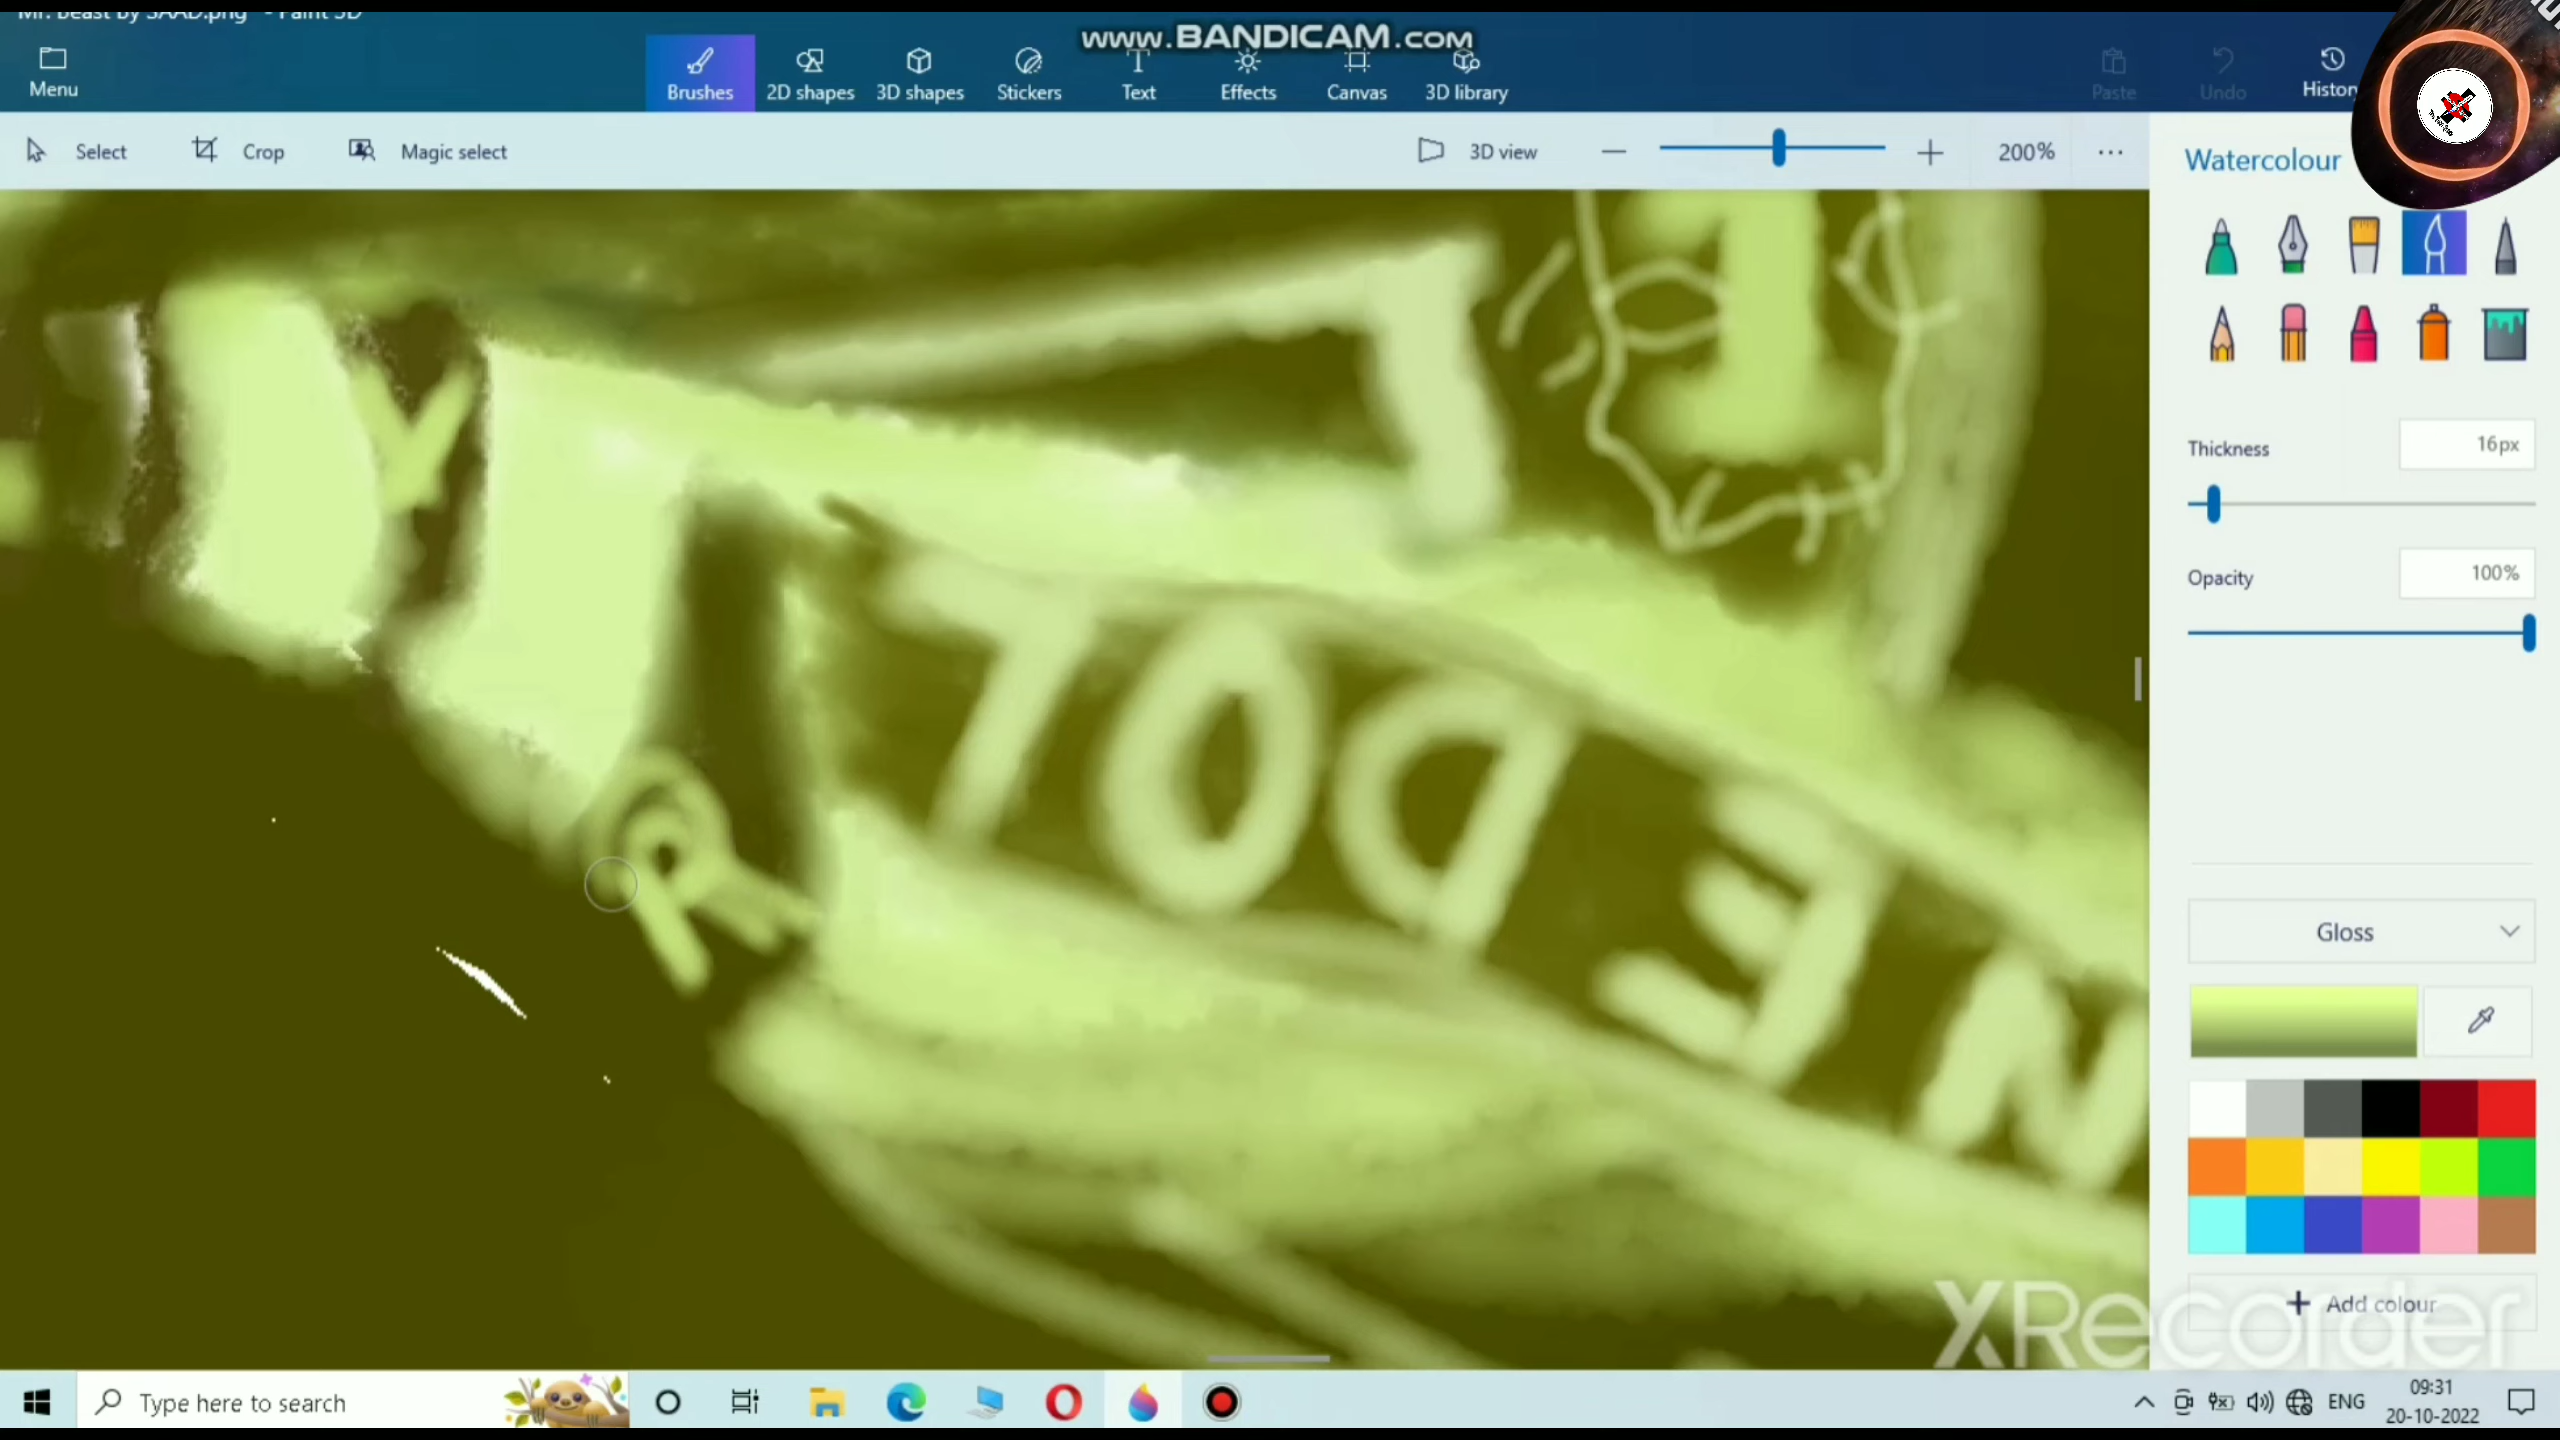 Mr. Beast By SAAD.png - Paint 3D
www.BANDICAM.com
Menu
Brushes
2D shapes
3D shapes
Stickers
Text
Effects
Canvas
3D library
Paste
Undo
History
Select
Crop
Magic select
3D view
200%
Watercolour
Thickness
16px
Opacity
100%
Gloss
Add colour
Y
R
XRecorder
Type here to search
ENG
09:31
20-10-2022